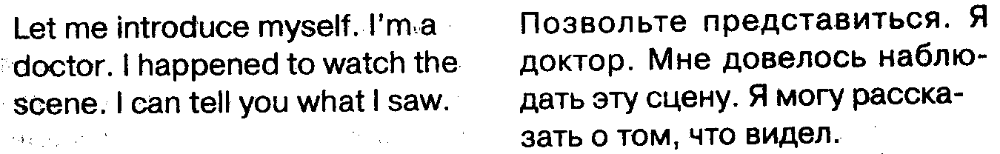 Let me introduce myself. I'm a
doctor. I happened to watch the
scene. I can tell you what I saw.
Позвольте представиться. Я
доктор. Мне довелось наблю-
дать эту сцену. Я могу расска-
зать о том, что видел.